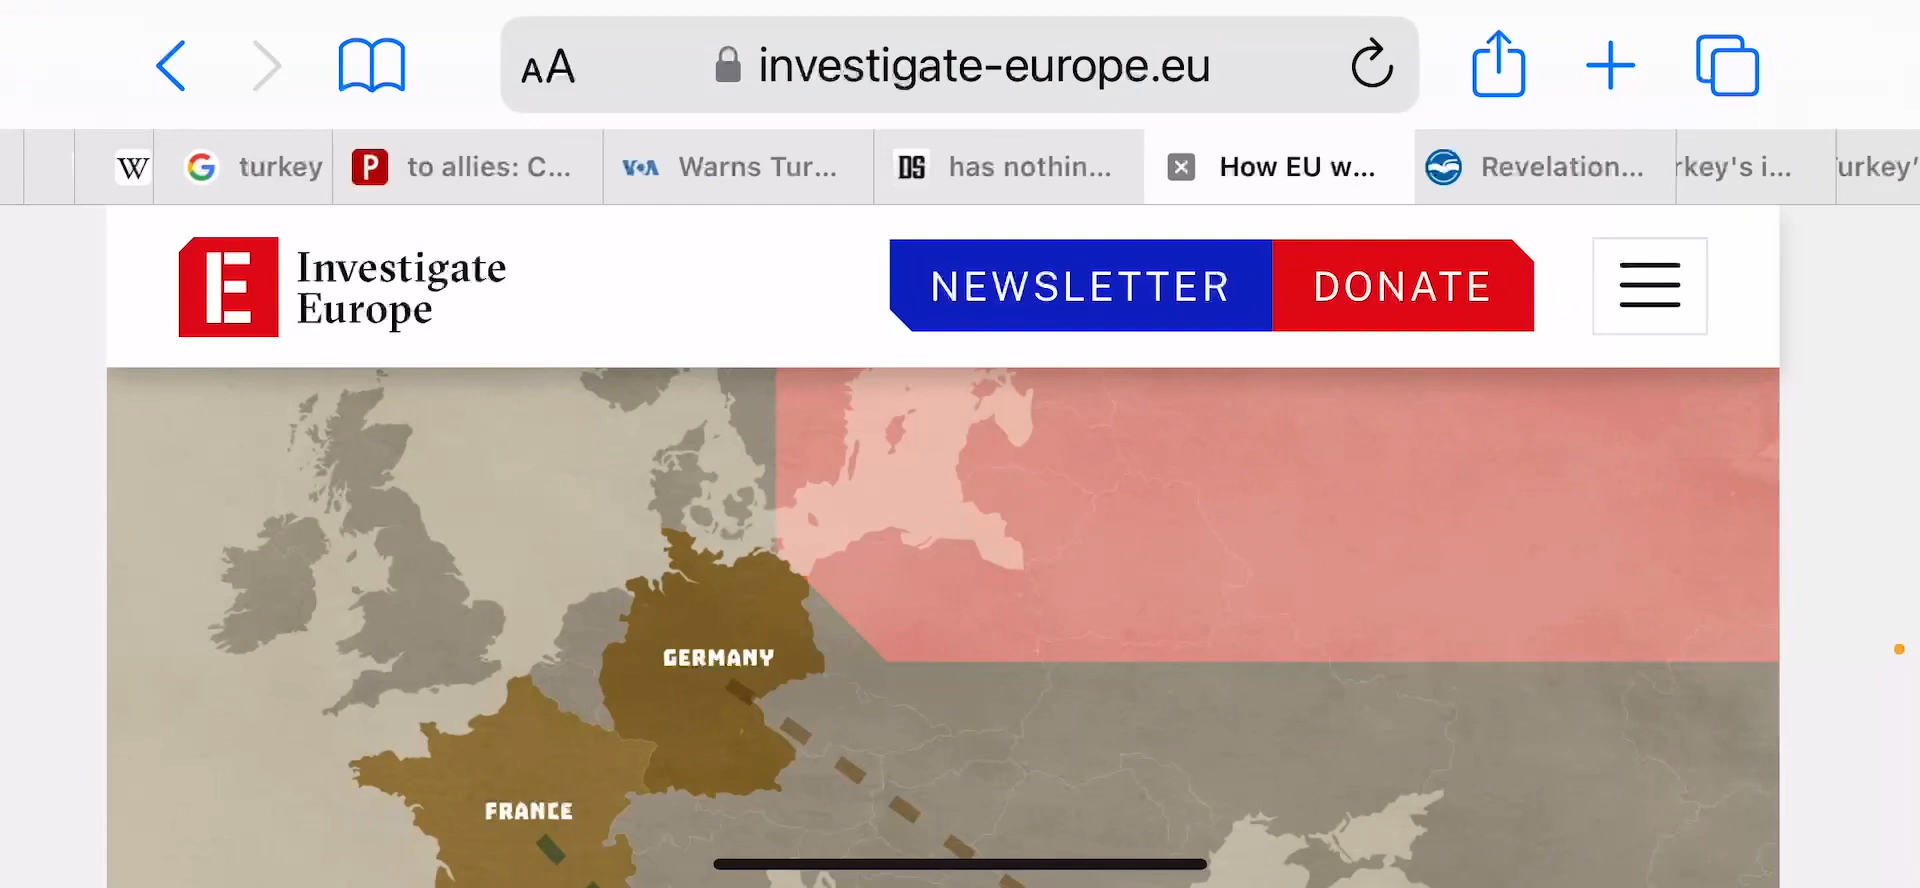 AA investigate-europe.eu
W turkey to allies: C... VOA Warns Tur... DS has nothin... How EU w... Revelation... rkey's i... urkey'
Investigate
Europe
NEWSLETTER DONATE
GERMANY
FRANCE